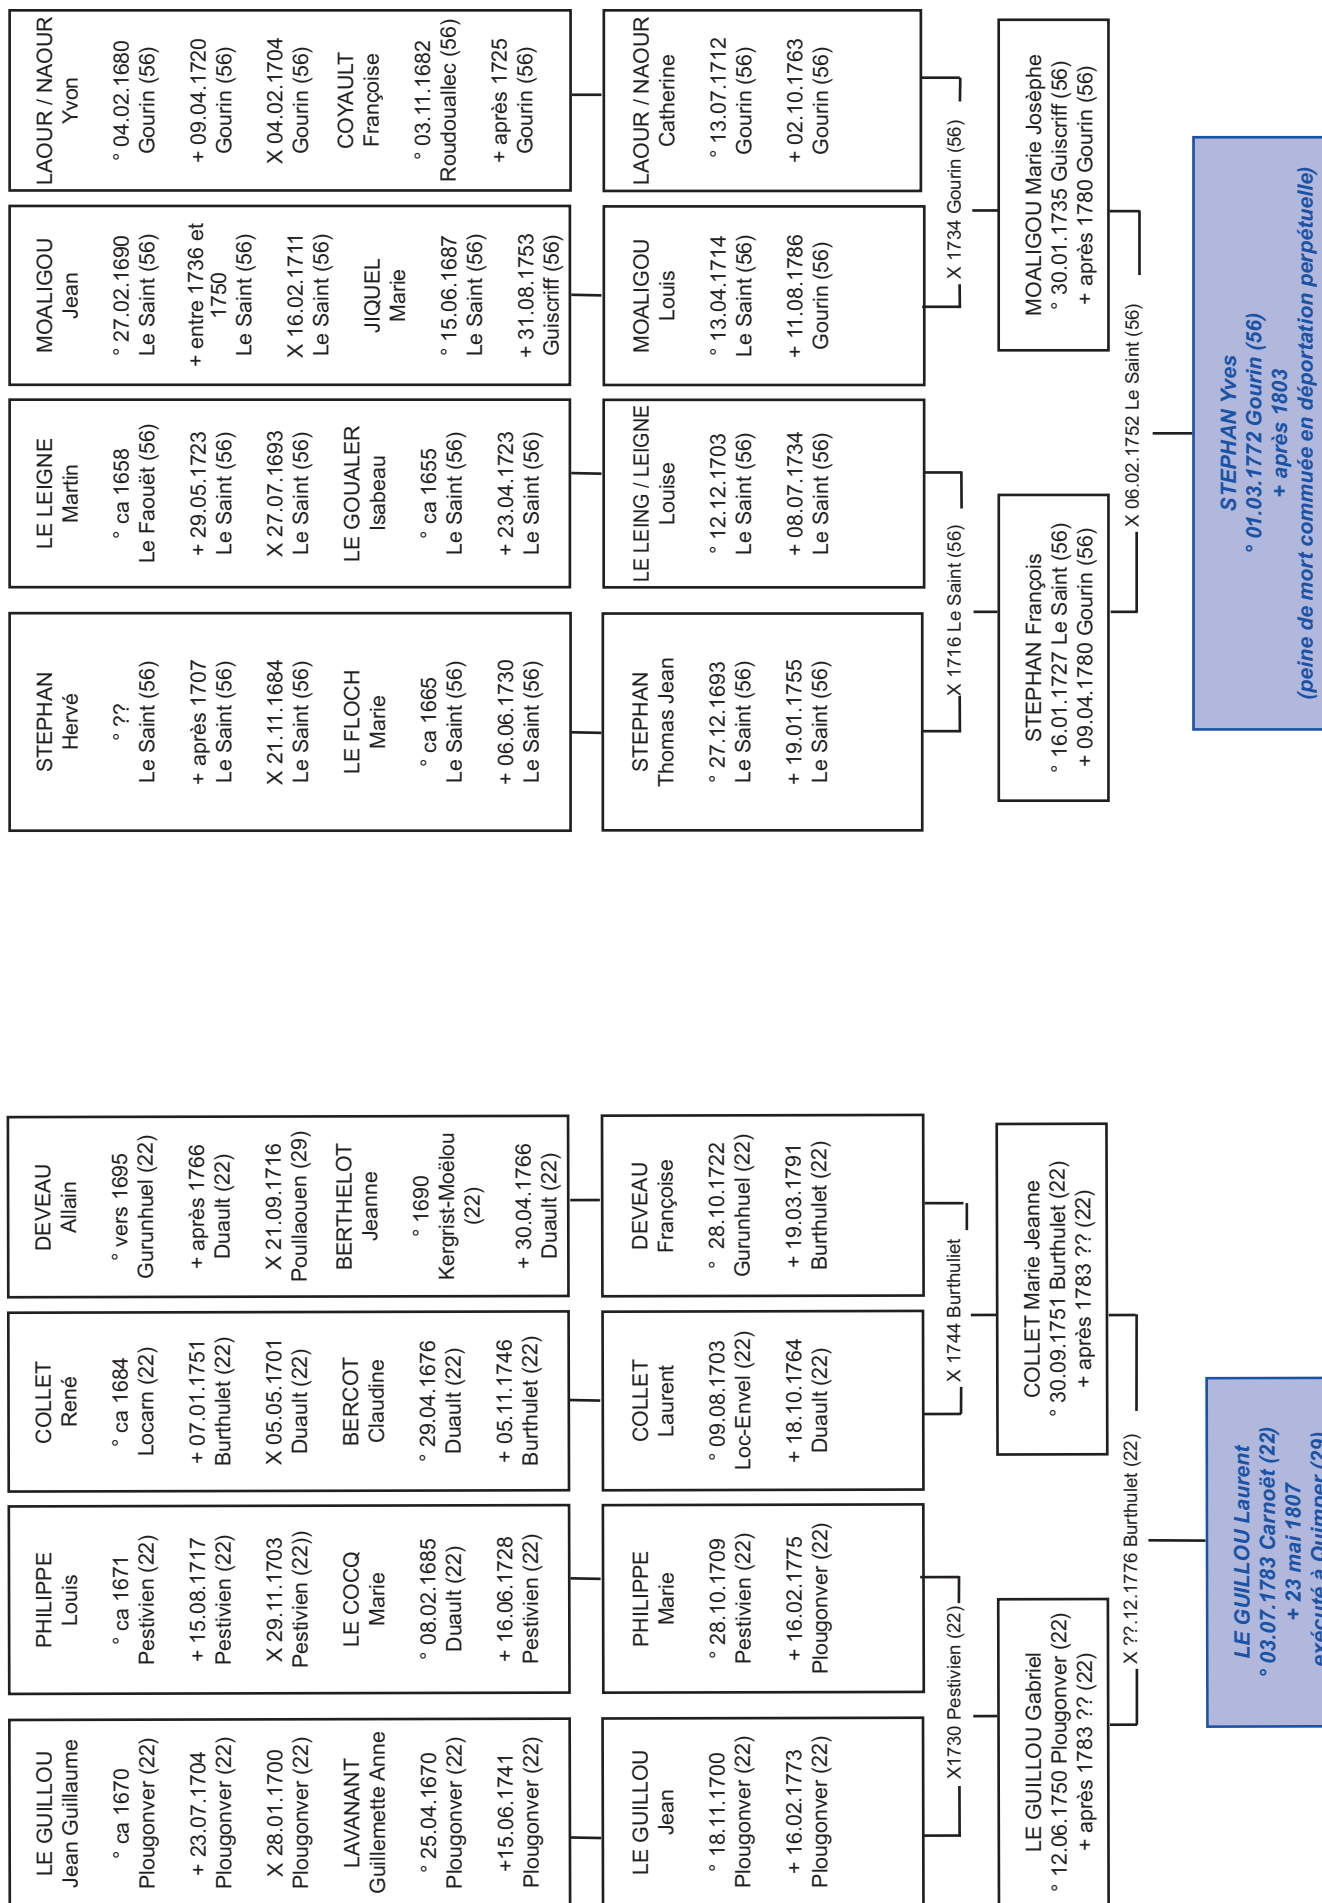 LE GUILLOU
Jean Guillaume
° ca 1670
Plougonver (22)
+ 23.07.1704
Plougonver (22)
X 28.01.1700
Plougonver (22)
LAVANANT
Guillemette Anne
° 25.04.1670
Plougonver (22)
+15.06.1741
Plougonver (22)
PHILIPPE
Louis
° ca 1671
Pestivien (22)
+ 15.08.1717
Pestivien (22)
X 29.11.1703
Pestivien (22))
LE COCQ
Marie
° 08.02.1685
Duault (22)
+ 16.06.1728
Pestivien (22)
COLLET
René
° ca 1684
Locarn (22)
+ 07.01.1751
Burthulet (22)
X 05.05.1701
Duault (22)
BERCOT
Claudine
° 29.04.1676
Duault (22)
+ 05.11.1746
Burthulet (22)
DEVEAU
Allain
° vers 1695
Gurunhuel (22)
+ après 1766
Duault (22)
X 21.09.1716
Poullaouen (29)
BERTHELOT
Jeanne
° 1690
Kergrist-Moëlou
(22)
+ 30.04.1766
Duault (22)
LE GUILLOU
Jean
° 18.11.1700
Plougonver (22)
+ 16.02.1773
Plougonver (22)
PHILIPPE
Marie
° 28.10.1709
Pestivien (22)
+ 16.02.1775
Plougonver (22)
COLLET
Laurent
° 09.08.1703
Loc-Envel (22)
+ 18.10.1764
Duault (22)
DEVEAU
Françoise
° 28.10.1722
Gurunhuel (22)
+ 19.03.1791
Burthulet (22)
X1730 Pestivien (22)
X 1744 Burthuliet
LE GUILLOU Gabriel
° 12.06.1750 Plougonver (22)
+ après 1783 ?? (22)
COLLET Marie Jeanne
° 30.09.1751 Burthulet (22)
+ après 1783 ?? (22)
X ??.12.1776 Burthulet (22)
LE GUILLOU Laurent
° 03.07.1783 Carnoët (22)
+ 23 mai 1807
exécuté à Quimper (29)
STEPHAN
Hervé
° ??
Le Saint (56)
+ après 1707
Le Saint (56)
X 21.11.1684
Le Saint (56)
LE FLOCH
Marie
° ca 1665
Le Saint (56)
+ 06.06.1730
Le Saint (56)
LE LEIGNE
Martin
° ca 1658
Le Faouët (56)
+ 29.05.1723
Le Saint (56)
X 27.07.1693
Le Saint (56)
LE GOUALER
Isabeau
° ca 1655
Le Saint (56)
+ 23.04.1723
Le Saint (56)
MOALIGOU
Jean
° 27.02.1690
Le Saint (56)
+ entre 1736 et
1750
Le Saint (56)
X 16.02.1711
Le Saint (56)
JIQUEL
Marie
° 15.06.1687
Le Saint (56)
+ 31.08.1753
Guiscriff (56)
LAOUR / NAOUR
Yvon
° 04.02.1680
Gourin (56)
+ 09.04.1720
Gourin (56)
X 04.02.1704
Gourin (56)
COYAULT
Françoise
° 03.11.1682
Roudouallec (56)
+ après 1725
Gourin (56)
STEPHAN
Thomas Jean
° 27.12.1693
Le Saint (56)
+ 19.01.1755
Le Saint (56)
LE LEING / LEIGNE
Louise
° 12.12.1703
Le Saint (56)
+ 08.07.1734
Le Saint (56)
MOALIGOU
Louis
° 13.04.1714
Le Saint (56)
+ 11.08.1786
Gourin (56)
LAOUR / NAOUR
Catherine
° 13.07.1712
Gourin (56)
+ 02.10.1763
Gourin (56)
X 1716 Le Saint (56)
X 1734 Gourin (56)
STEPHAN François
° 16.01.1727 Le Saint (56)
+ 09.04.1780 Gourin (56)
MOALIGOU Marie Josèphe
° 30.01.1735 Guiscriff (56)
+ après 1780 Gourin (56)
X 06.02.1752 Le Saint (56)
STEPHAN Yves
° 01.03.1772 Gourin (56)
+ après 1803
(peine de mort commuée en déportation perpétuelle)